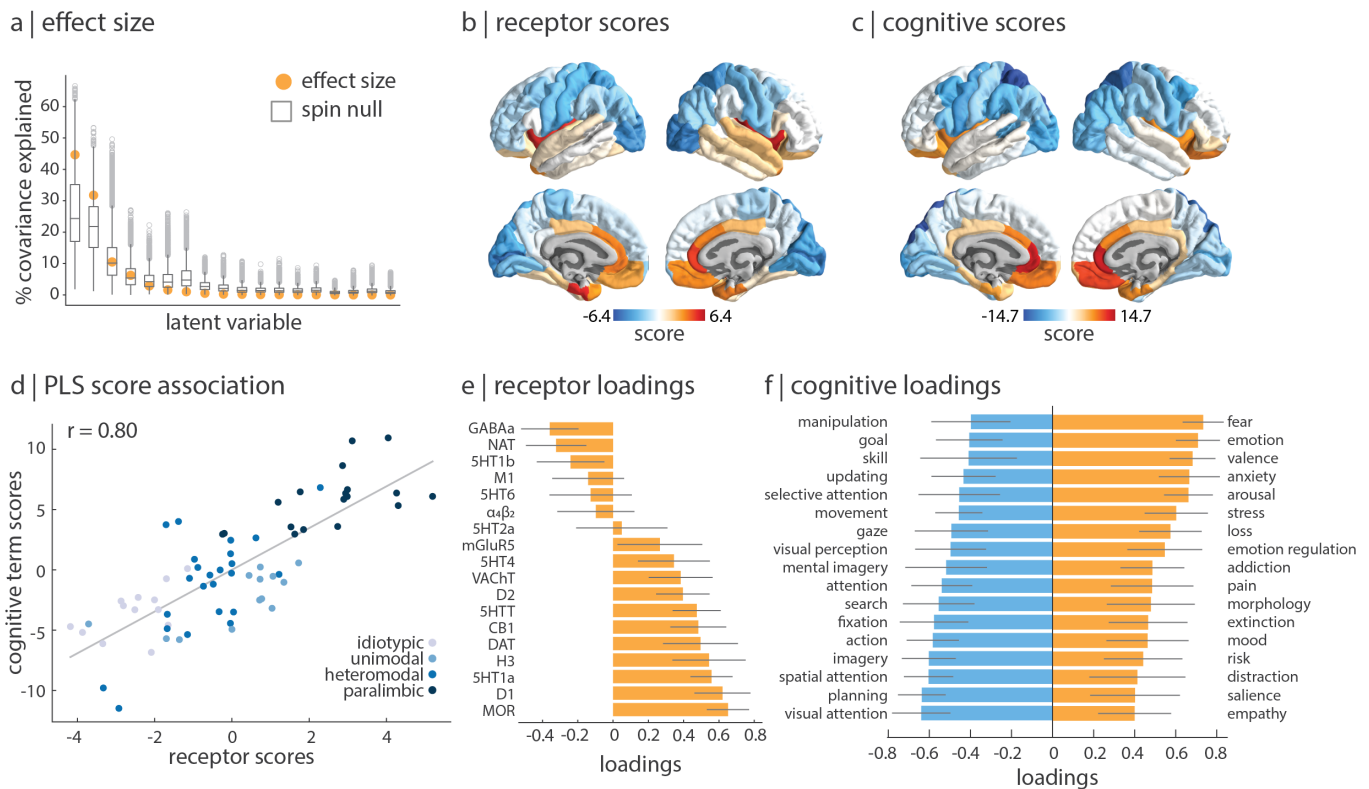 a | effect size
b | receptor scores
c | cognitive scores
% covariance explained
60
50
40
30
20
10
0
effect size
spin null
latent variable
-6.4
6.4
score
-14.7
14.7
score
d | PLS score association
e | receptor loadings
f | cognitive loadings
r = 0.80
cognitive term scores
10
5
0
-5
-10
idiotypic
unimodal
heteromodal
paralimbic
-4
-2
0
2
4
receptor scores
GABAa
NAT
5HT1b
M1
5HT6
α₄β₂
5HT2a
mGluR5
5HT4
VAChT
D2
5HTT
CB1
DAT
H3
5HT1a
D1
MOR
-0.4 -0.2 0 0.2 0.4 0.6 0.8
loadings
manipulation
goal
skill
updating
selective attention
movement
gaze
visual perception
mental imagery
attention
search
fixation
action
imagery
spatial attention
planning
visual attention
fear
emotion
valence
anxiety
arousal
stress
loss
emotion regulation
addiction
pain
morphology
extinction
mood
risk
distraction
salience
empathy
-0.8 -0.6 -0.4 -0.2 0 0.2 0.4 0.6 0.8
loadings